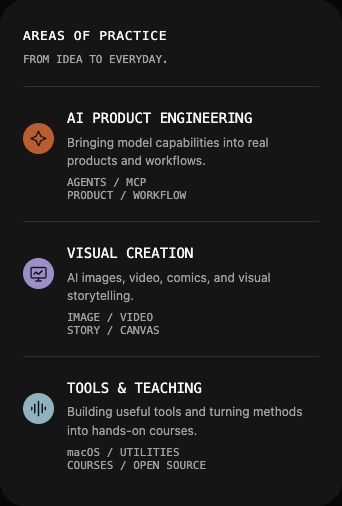 AREAS OF PRACTICE
FROM IDEA TO EVERYDAY.
AI PRODUCT ENGINEERING
Bringing model capabilities into real
products and workflows.
AGENTS / MCP
PRODUCT / WORKFLOW
VISUAL CREATION
AI images, video, comics, and visual
storytelling.
IMAGE / VIDEO
STORY / CANVAS
TOOLS & TEACHING
Building useful tools and turning methods
into hands-on courses.
macOS / UTILITIES
COURSES / OPEN SOURCE